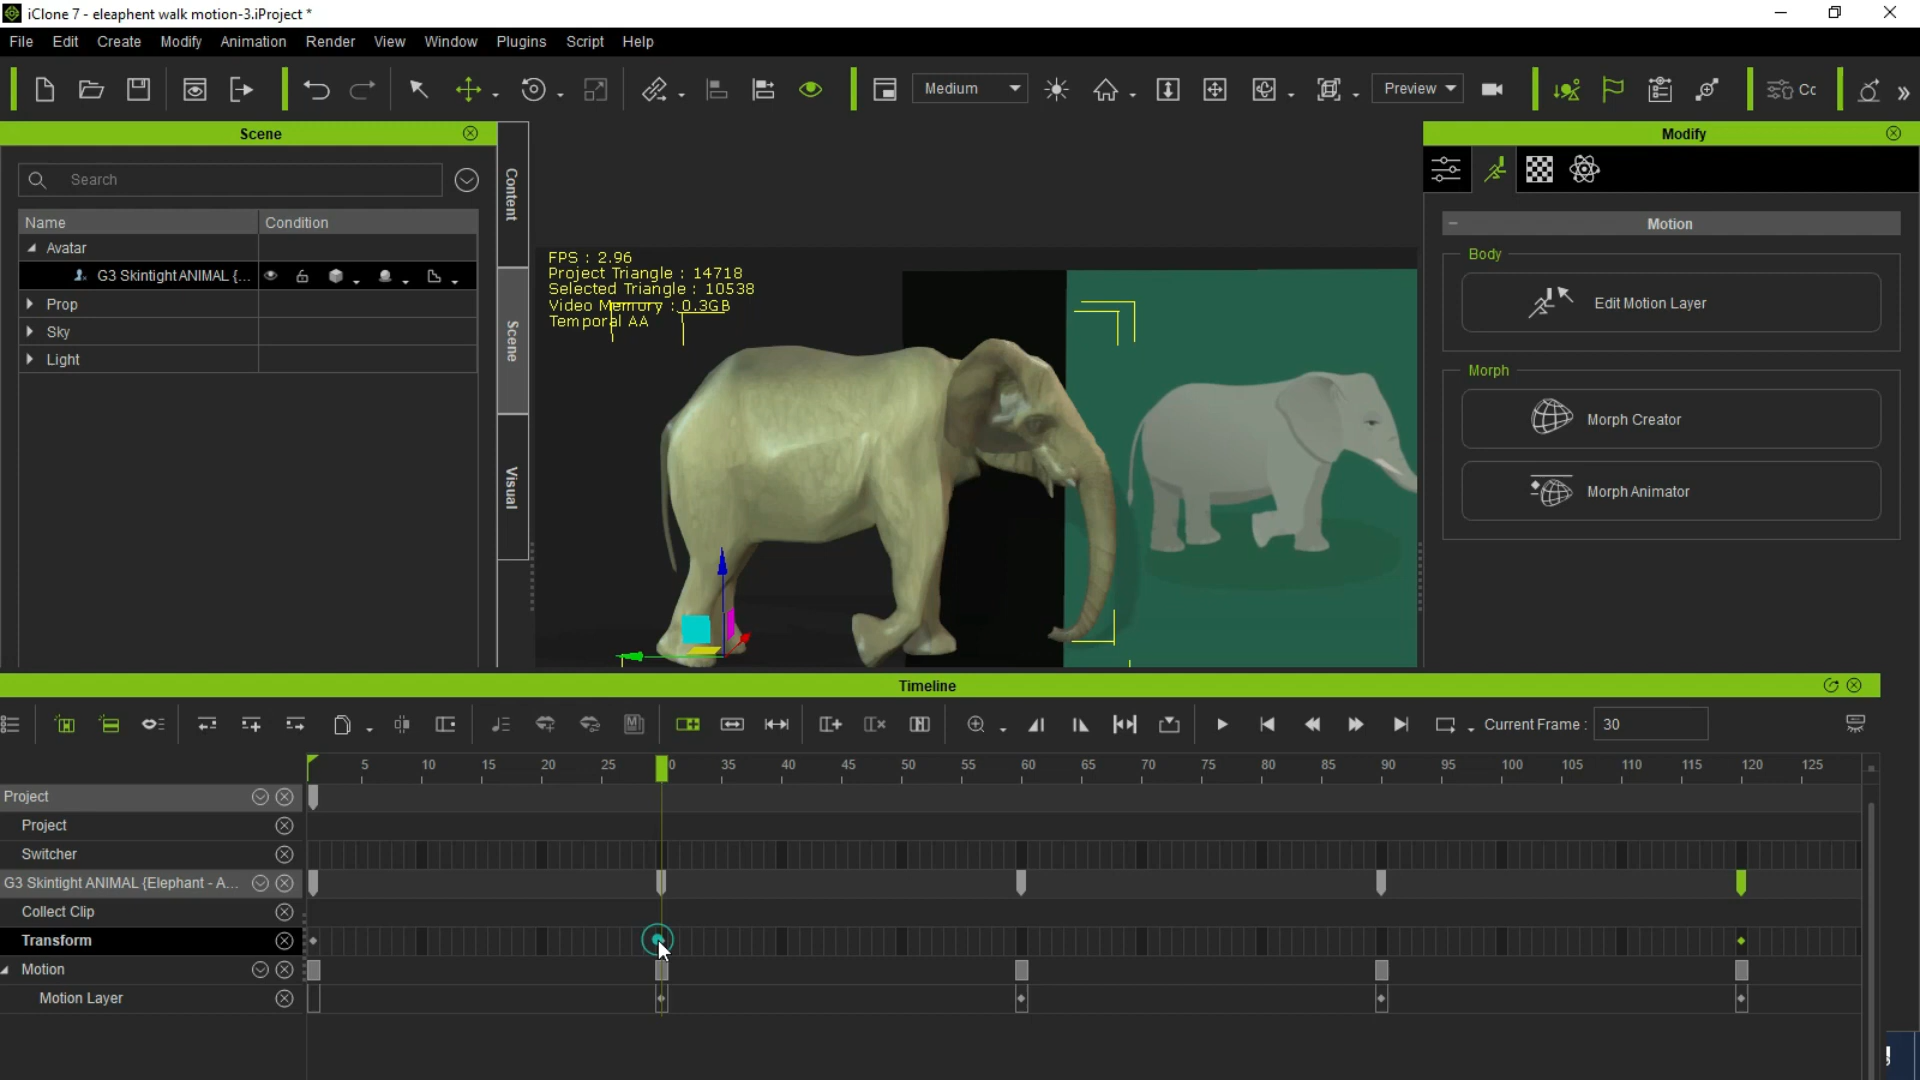 iClone 7 - eleaphent walk motion-3.iProject *
File Edit Create Modify Animation Render View Window Plugins Script Help
Medium Preview Cc
Scene
Search
Name Condition
Avatar
G3 SkintightANIMAL {...
Prop
Sky
Light
Content
Scene
Visual
FPS : 2.96
Project Triangle : 14718
Selected Triangle : 10538
Video Memory : 0.3GB
Temporal AA
Modify
Motion
Body
Edit Motion Layer
Morph
Morph Creator
Morph Animator
Timeline
Current Frame : 30
5 10 15 20 25 0 35 40 45 50 55 60 65 70 75 80 85 90 95 100 105 110 115 120 125
Project
Project
Switcher
G3 Skintight ANIMAL {Elephant - A...
Collect Clip
Transform
Motion
Motion Layer